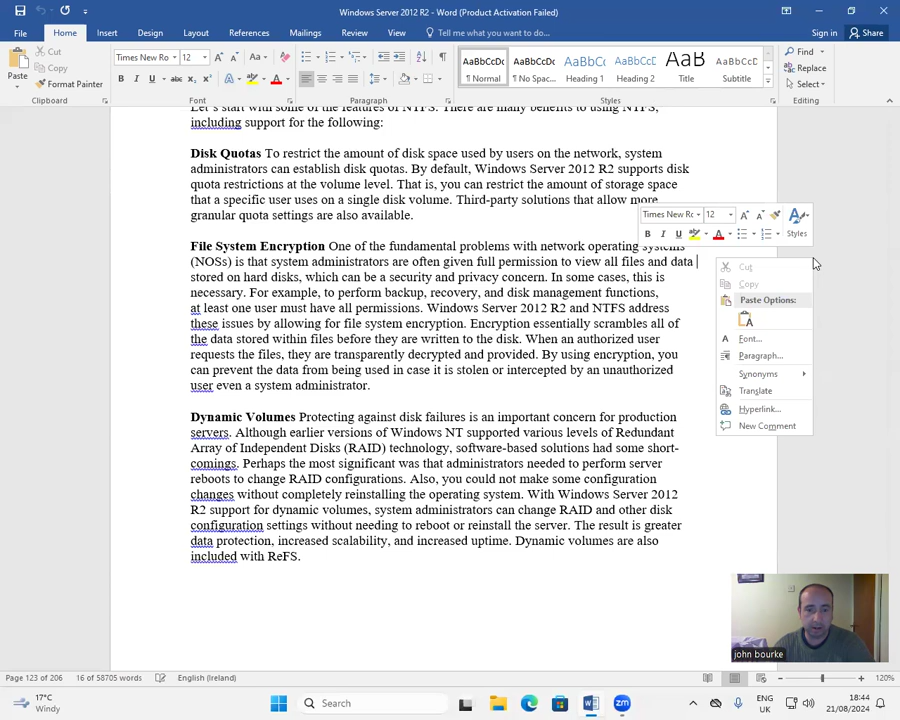 Windows Server 2012 R2 - Word (Product Activation Failed)
File
Home
Insert
Design
Layout
References
Mailings
Review
View
Tell me what you want to do...
Sign in
Share
Paste
Cut
Copy
Format Painter
Clipboard
Times New Ro
12
Font
Paragraph
AaBbCcDc
¶ Normal
AaBbCcDc
¶ No Spac...
AaBbCc
Heading 1
AaBbCcC
Heading 2
AaB
Title
AaBbCcD
Subtitle
Styles
Find
Replace
Select
Editing
Let's start with some of the features of NTFS. There are many benefits to using NTFS,
including support for the following:
Disk Quotas To restrict the amount of disk space used by users on the network, system
administrators can establish disk quotas. By default, Windows Server 2012 R2 supports disk
quota restrictions at the volume level. That is, you can restrict the amount of storage space
that a specific user uses on a single disk volume. Third-party solutions that allow more
granular quota settings are also available.
File System Encryption One of the fundamental problems with network operating systems
(NOSs) is that system administrators are often given full permission to view all files and data
stored on hard disks, which can be a security and privacy concern. In some cases, this is
necessary. For example, to perform backup, recovery, and disk management functions,
at least one user must have all permissions. Windows Server 2012 R2 and NTFS address
these issues by allowing for file system encryption. Encryption essentially scrambles all of
the data stored within files before they are written to the disk. When an authorized user
requests the files, they are transparently decrypted and provided. By using encryption, you
can prevent the data from being used in case it is stolen or intercepted by an unauthorized
user even a system administrator.
Dynamic Volumes Protecting against disk failures is an important concern for production
servers. Although earlier versions of Windows NT supported various levels of Redundant
Array of Independent Disks (RAID) technology, software-based solutions had some short-
comings. Perhaps the most significant was that administrators needed to perform server
reboots to change RAID configurations. Also, you could not make some configuration
changes without completely reinstalling the operating system. With Windows Server 2012
R2 support for dynamic volumes, system administrators can change RAID and other disk
configuration settings without needing to reboot or reinstall the server. The result is greater
data protection, increased scalability, and increased uptime. Dynamic volumes are also
included with ReFS.
Times New Ro
12
Styles
Cut
Copy
Paste Options:
Font...
Paragraph...
Synonyms
Translate
Hyperlink...
New Comment
john bourke
Page 123 of 206
16 of 58705 words
English (Ireland)
120%
17°C
Windy
Search
ENG
UK
18:44
21/08/2024